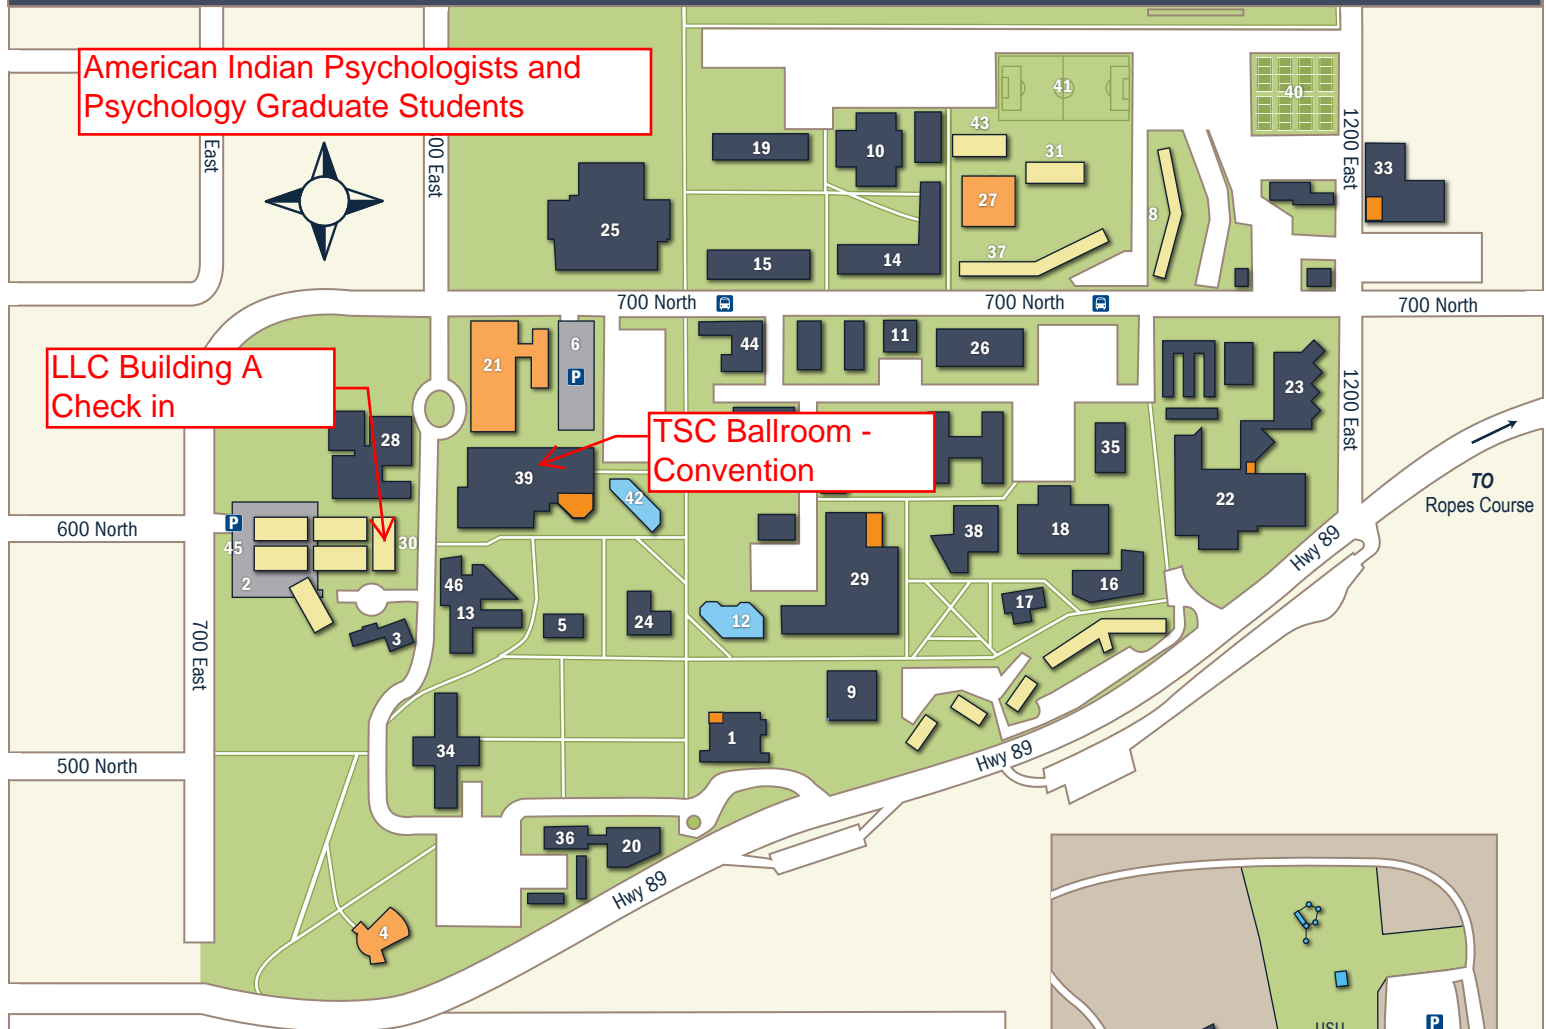 American Indian Psychologists and
Psychology Graduate Students
East
00 East
1200 East
41
40
43
19
10
31
33
27
8
25
37
15
14
700 North
700 North
700 North
LLC Building A
Check in
21
6
P
44
11
26
23
1200 East
28
TSC Ballroom -
Convention
35
39
42
22
TO
Ropes Course
600 North
P
45
30
2
38
18
Hwy 89
46
13
29
16
17
5
24
12
3
700 East
9
34
1
Hwy 89
500 North
36
20
Hwy 89
4
USU
P